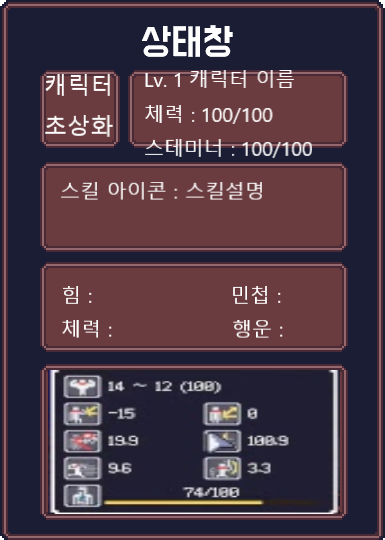 상태창
캐릭터
초상화
Lv. 1 캐릭터 이름
체력 : 100/100
스테미너 : 100/100
스킬 아이콘 : 스킬설명
힘 : 민첩 :
체력 : 행운 :
14 ~ 12 (100)
-15 0
19.9 100.9
9.6 3.3
74/100